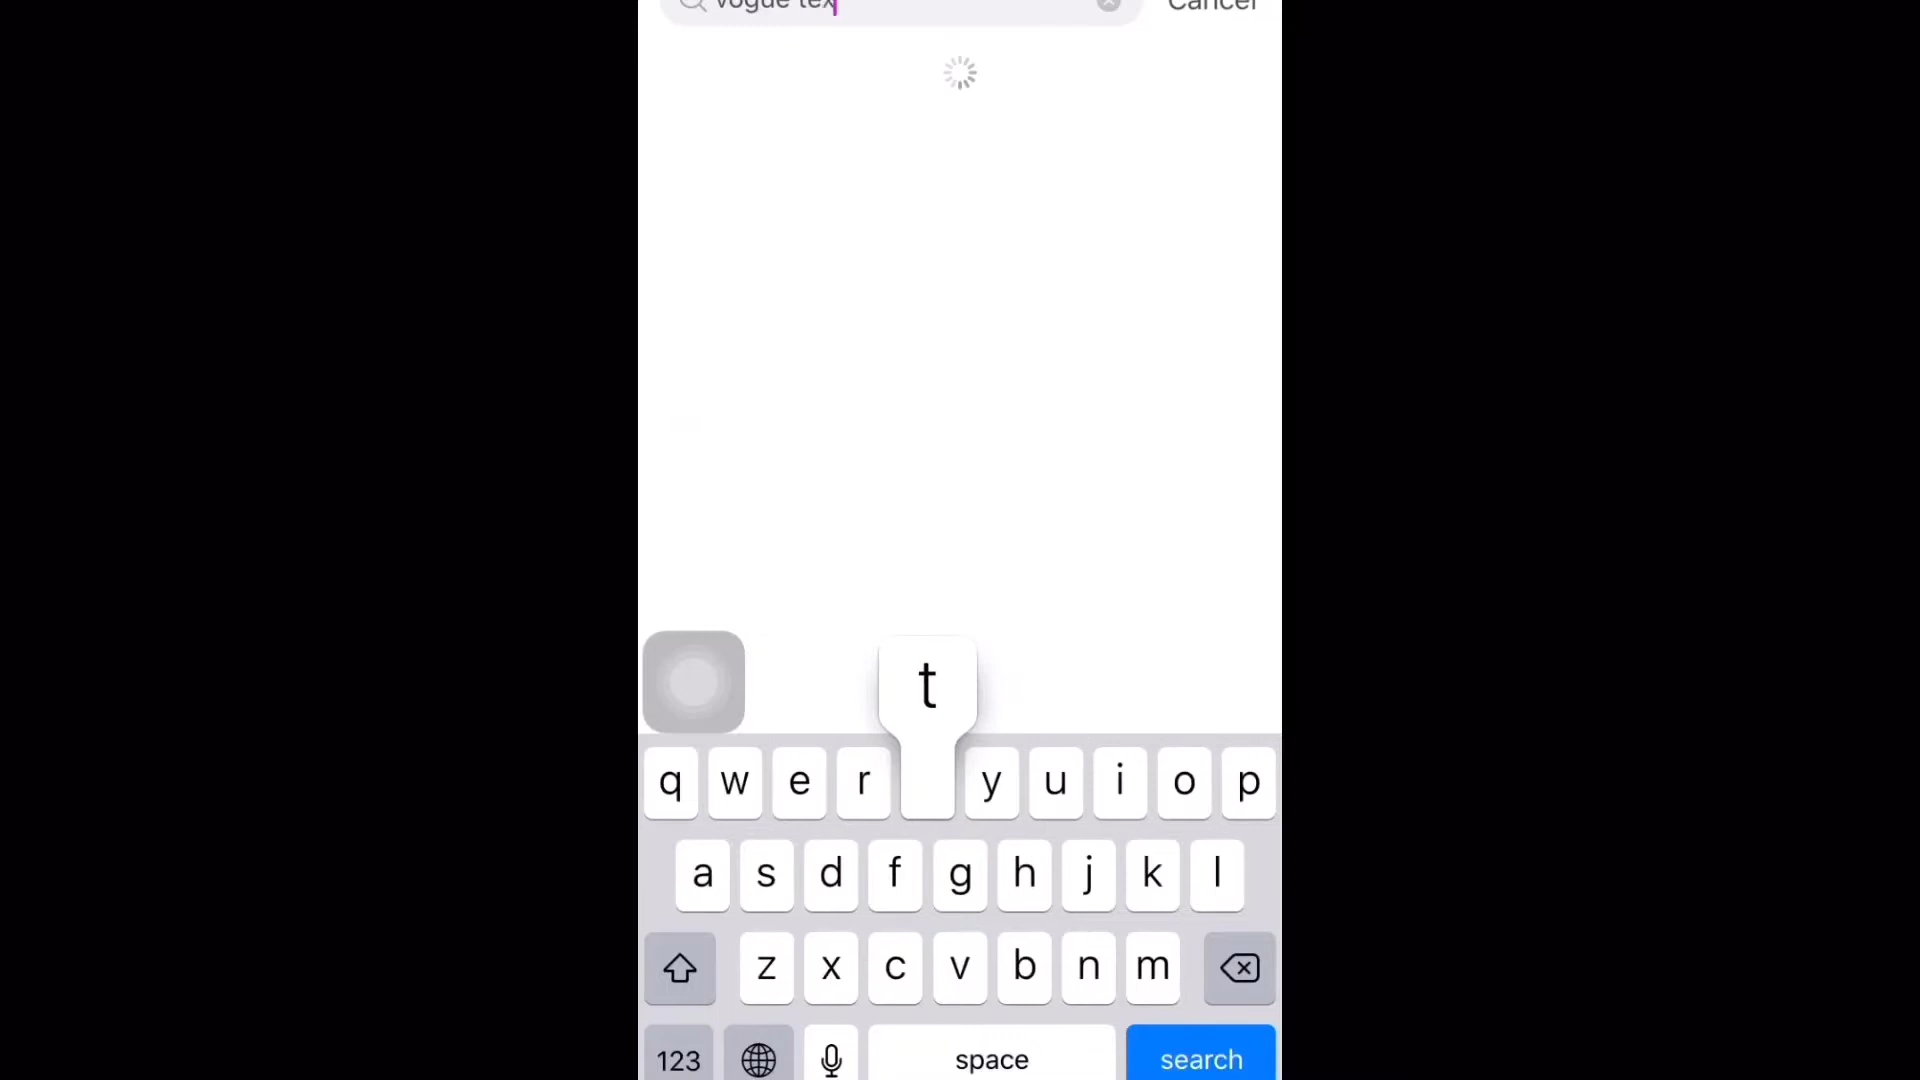 vogue tex
Cancel
t
q w e r y u i o p
a s d f g h j k l
z x c v b n m
123 space search